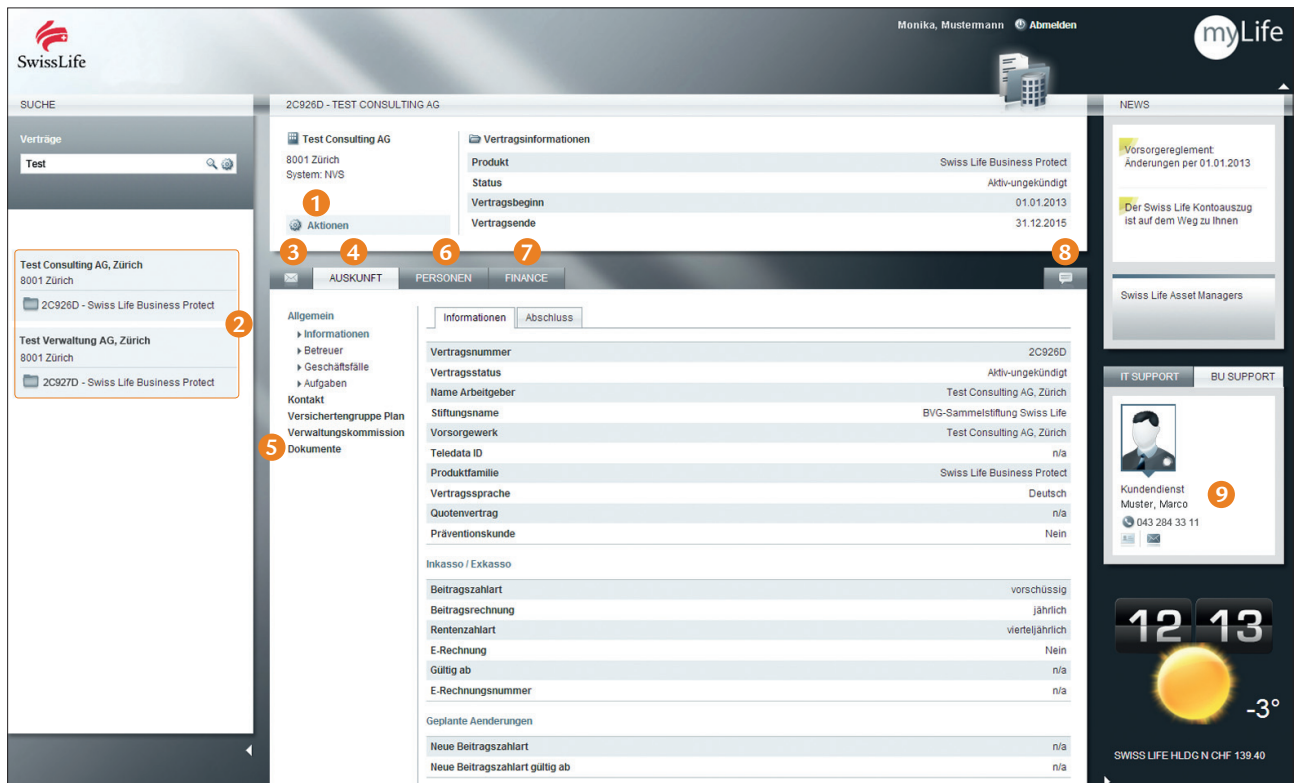 SwissLife
Monika, Mustermann Abmelden
myLife
SUCHE
Verträge
Test
2
Test Consulting AG, Zürich
8001 Zürich
2C926D - Swiss Life Business Protect
Test Verwaltung AG, Zürich
8001 Zürich
2C927D - Swiss Life Business Protect
2C926D - TEST CONSULTING AG
Test Consulting AG
8001 Zürich
System: NVS
1
Aktionen
Vertragsinformationen
Produkt Swiss Life Business Protect
Status Aktiv-ungekündigt
Vertragsbeginn 01.01.2013
Vertragsende 31.12.2015
3 4 6 7 8
AUSKUNFT PERSONEN FINANCE
Allgemein
Informationen
Betreuer
Geschäftsfälle
Aufgaben
Kontakt
Versichertengruppe Plan
Verwaltungskommission
5 Dokumente
Informationen Abschluss
Vertragsnummer 2C926D
Vertragsstatus Aktiv-ungekündigt
Name Arbeitgeber Test Consulting AG, Zürich
Stiftungsname BVG-Sammelstiftung Swiss Life
Vorsorgewerk Test Consulting AG, Zürich
Teledata ID n/a
Produktfamilie Swiss Life Business Protect
Vertragssprache Deutsch
Quotenvertrag n/a
Präventionskunde Nein
Inkasso / Exkasso
Beitragszahlart vorschüssig
Beitragsrechnung jährlich
Rentenzahlart vierteljährlich
E-Rechnung Nein
Gültig ab n/a
E-Rechnungsnummer n/a
Geplante Aenderungen
Neue Beitragszahlart n/a
Neue Beitragszahlart gültig ab n/a
NEWS
Vorsorgereglement:
Änderungen per 01.01.2013
Der Swiss Life Kontoauszug
ist auf dem Weg zu Ihnen
Swiss Life Asset Managers
IT SUPPORT BU SUPPORT
Kundendienst
Muster, Marco
043 284 33 11
9
12 13
-3°
SWISS LIFE HLDG N CHF 139.40